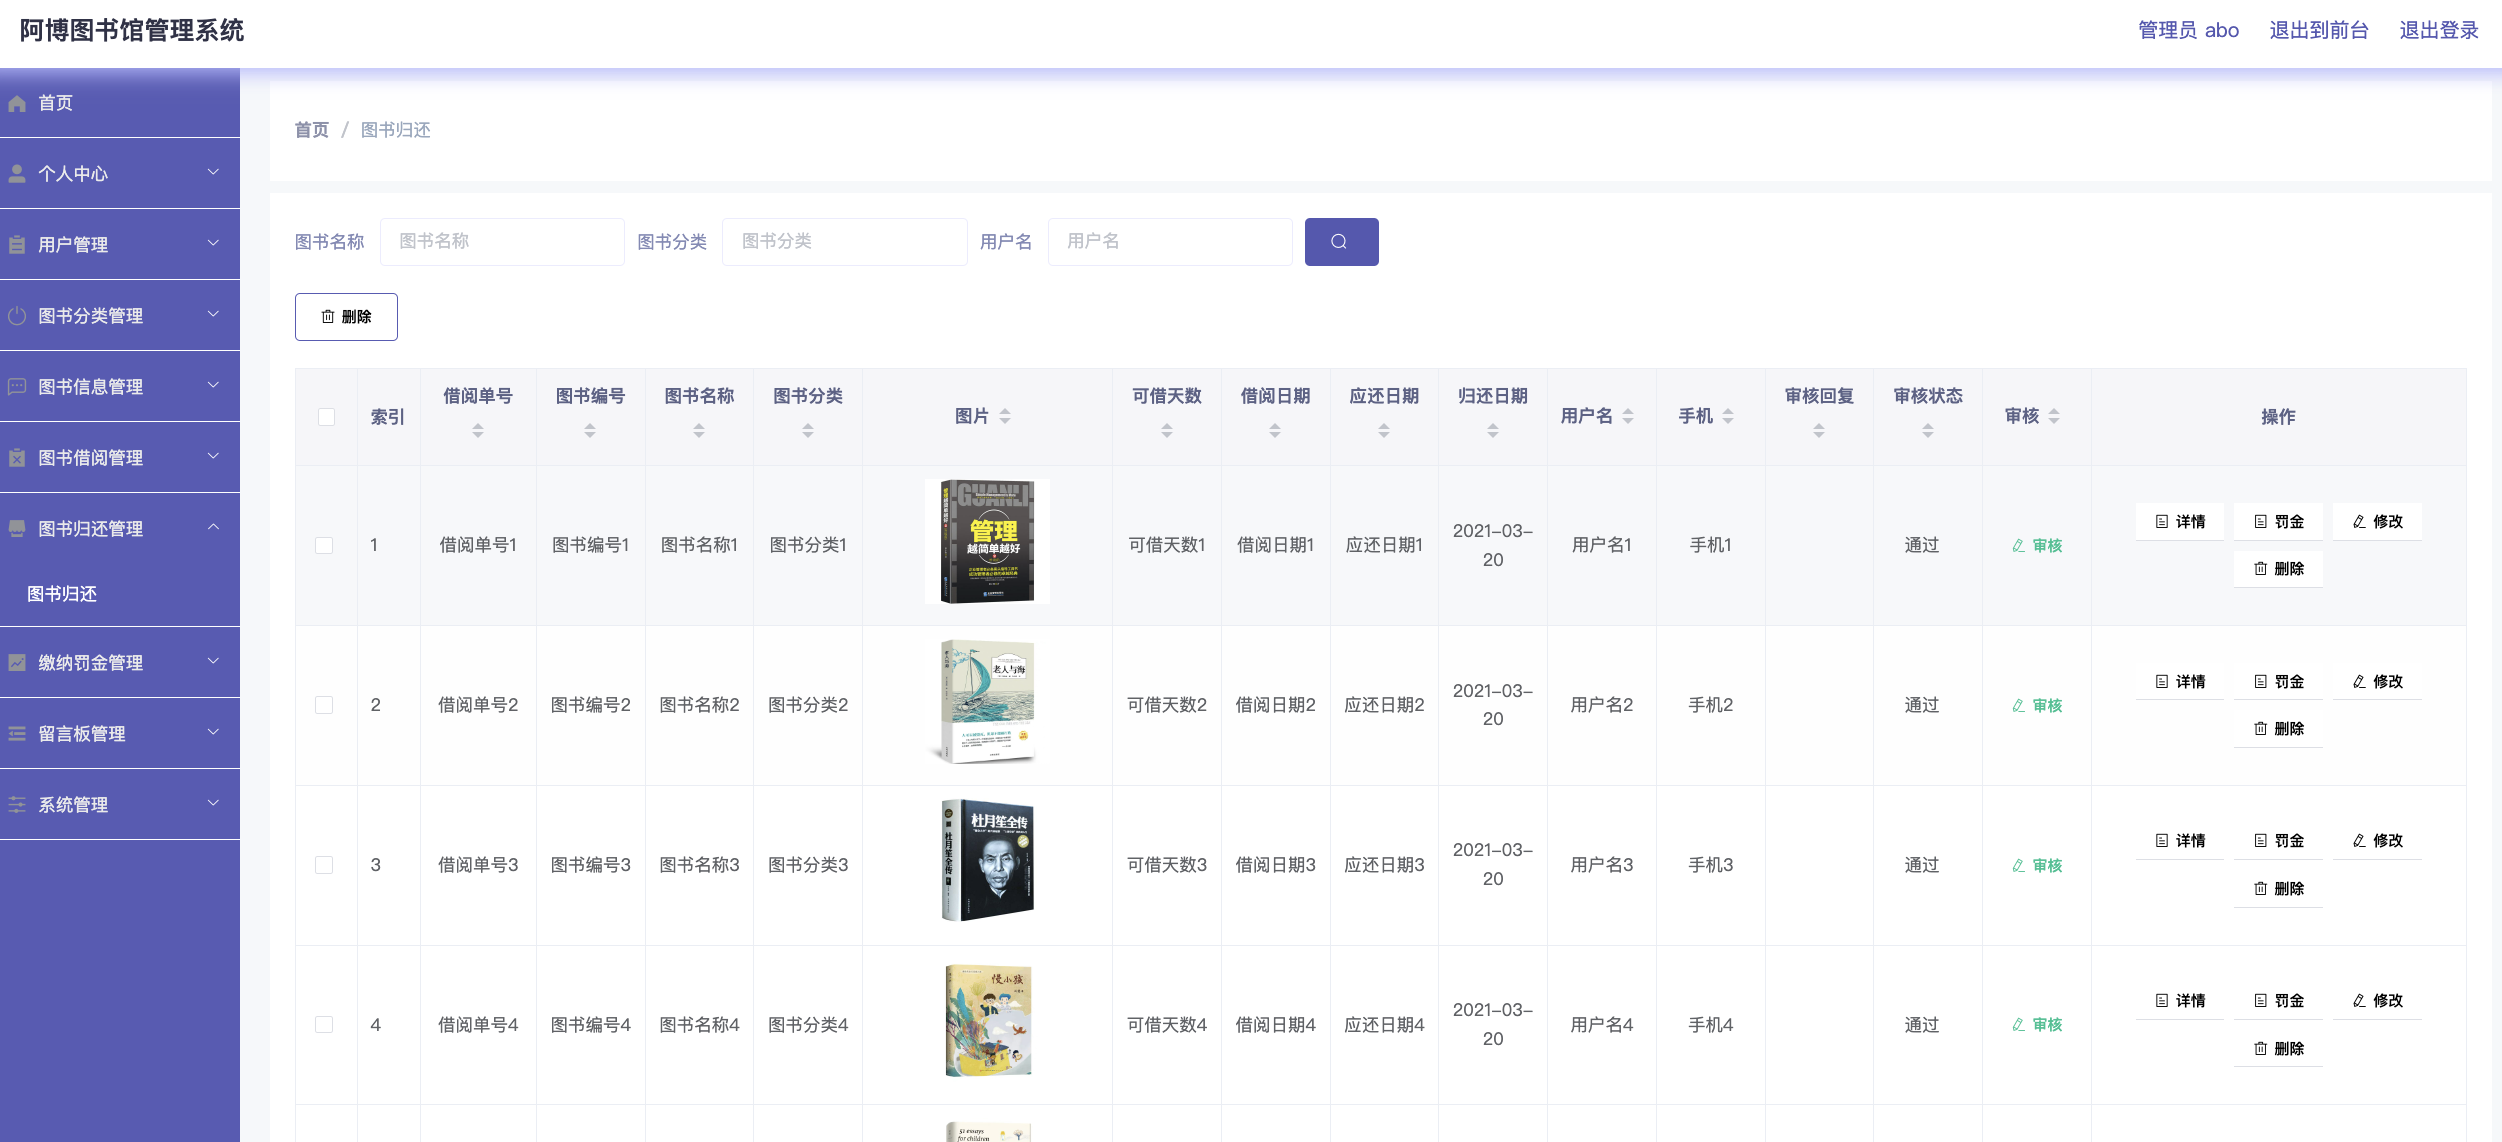 阿博图书馆管理系统
管理员 abo 退出到前台 退出登录
首页
个人中心
用户管理
图书分类管理
图书信息管理
图书借阅管理
图书归还管理
图书归还
缴纳罚金管理
留言板管理
系统管理
首页 / 图书归还
图书名称 图书名称 图书分类 图书分类 用户名 用户名
删除
索引 借阅单号 图书编号 图书名称 图书分类 图片 可借天数 借阅日期 应还日期 归还日期 用户名 手机 审核回复 审核状态 审核 操作
1 借阅单号1 图书编号1 图书名称1 图书分类1 可借天数1 借阅日期1 应还日期1 2021-03-20 用户名1 手机1 通过 审核 详情 罚金 修改
删除
GUANLI
管理
越简单越好
2 借阅单号2 图书编号2 图书名称2 图书分类2 可借天数2 借阅日期2 应还日期2 2021-03-20 用户名2 手机2 通过 审核 详情 罚金 修改
删除
老人与海
3 借阅单号3 图书编号3 图书名称3 图书分类3 可借天数3 借阅日期3 应还日期3 2021-03-20 用户名3 手机3 通过 审核 详情 罚金 修改
删除
杜月笙全传
杜月笙全传
4 借阅单号4 图书编号4 图书名称4 图书分类4 可借天数4 借阅日期4 应还日期4 2021-03-20 用户名4 手机4 通过 审核 详情 罚金 修改
删除
慢小孩
51 essays
for children